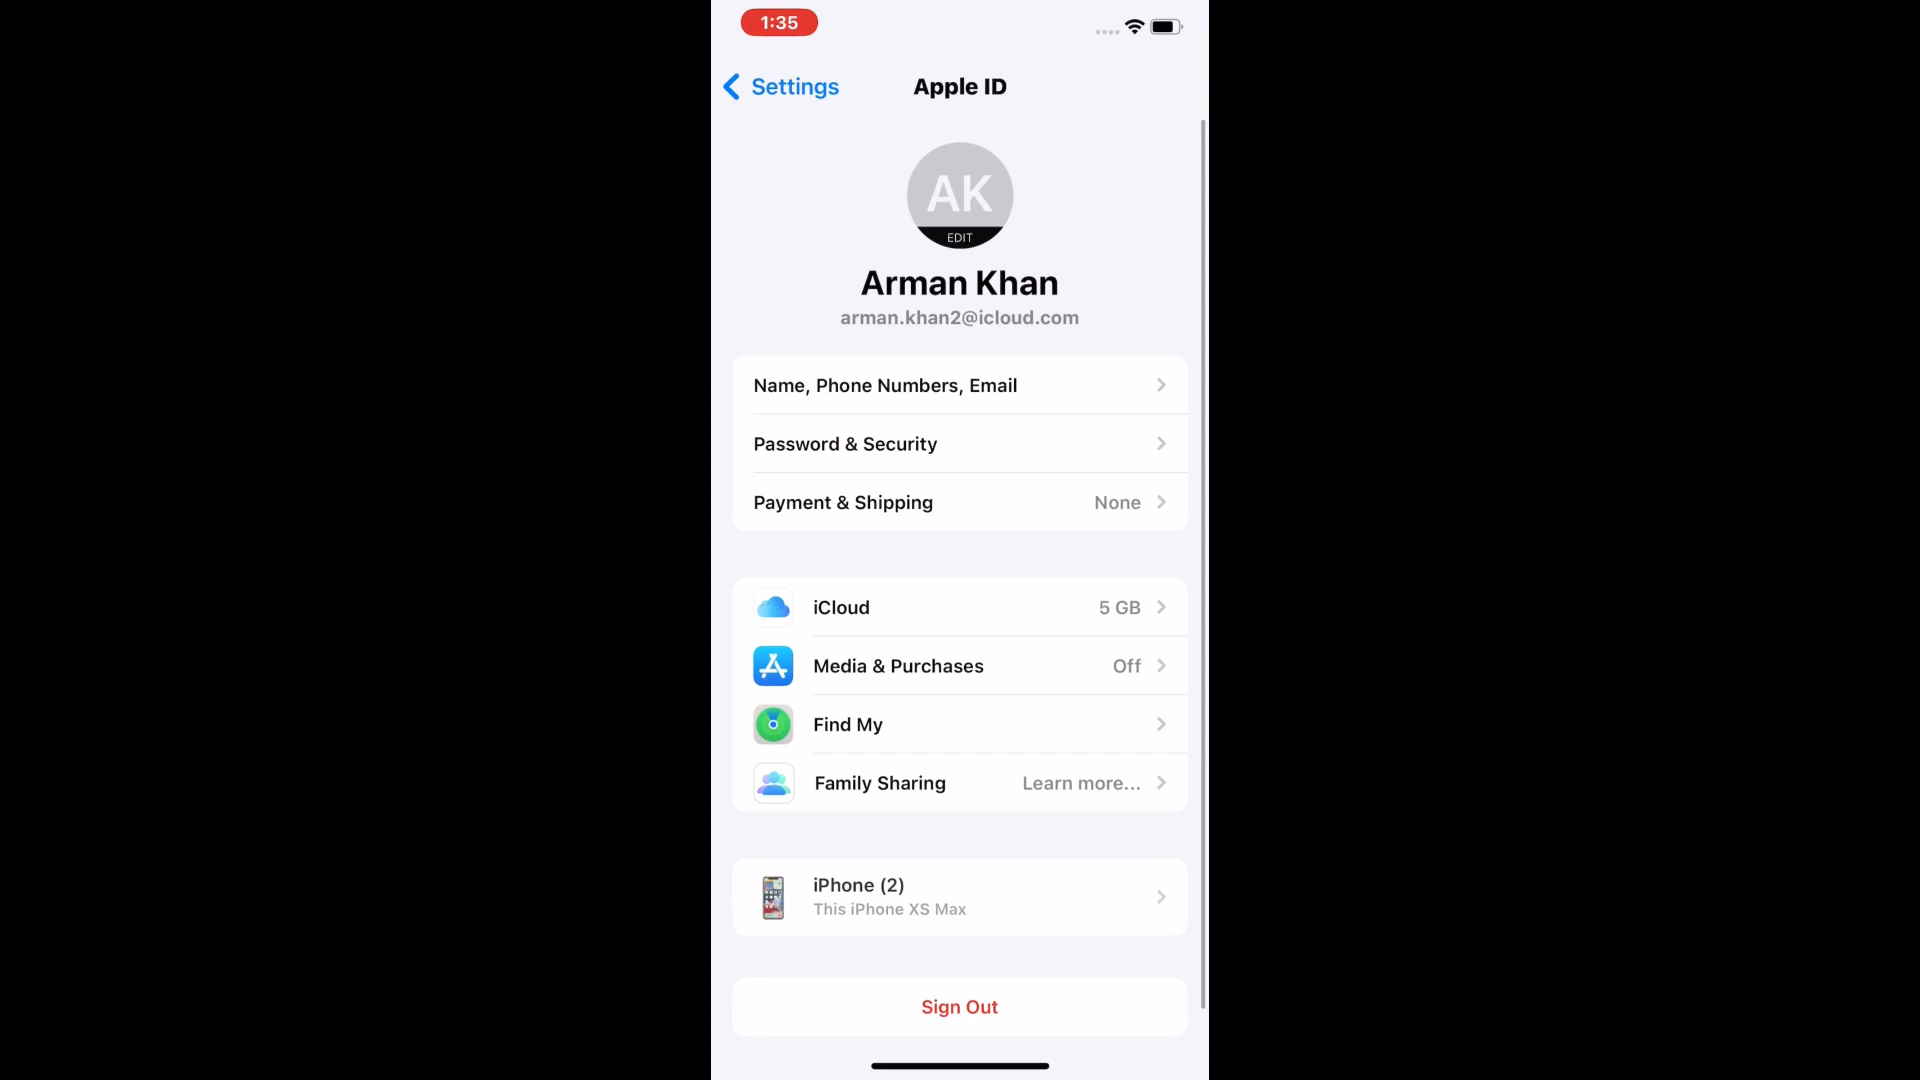 1:35
Settings
Apple ID
AK
EDIT
Arman Khan
arman.khan2@icloud.com
Name, Phone Numbers, Email
Password & Security
Payment & Shipping None
iCloud 5 GB
Media & Purchases Off
Find My
Family Sharing Learn more...
iPhone (2)
This iPhone XS Max
Sign Out